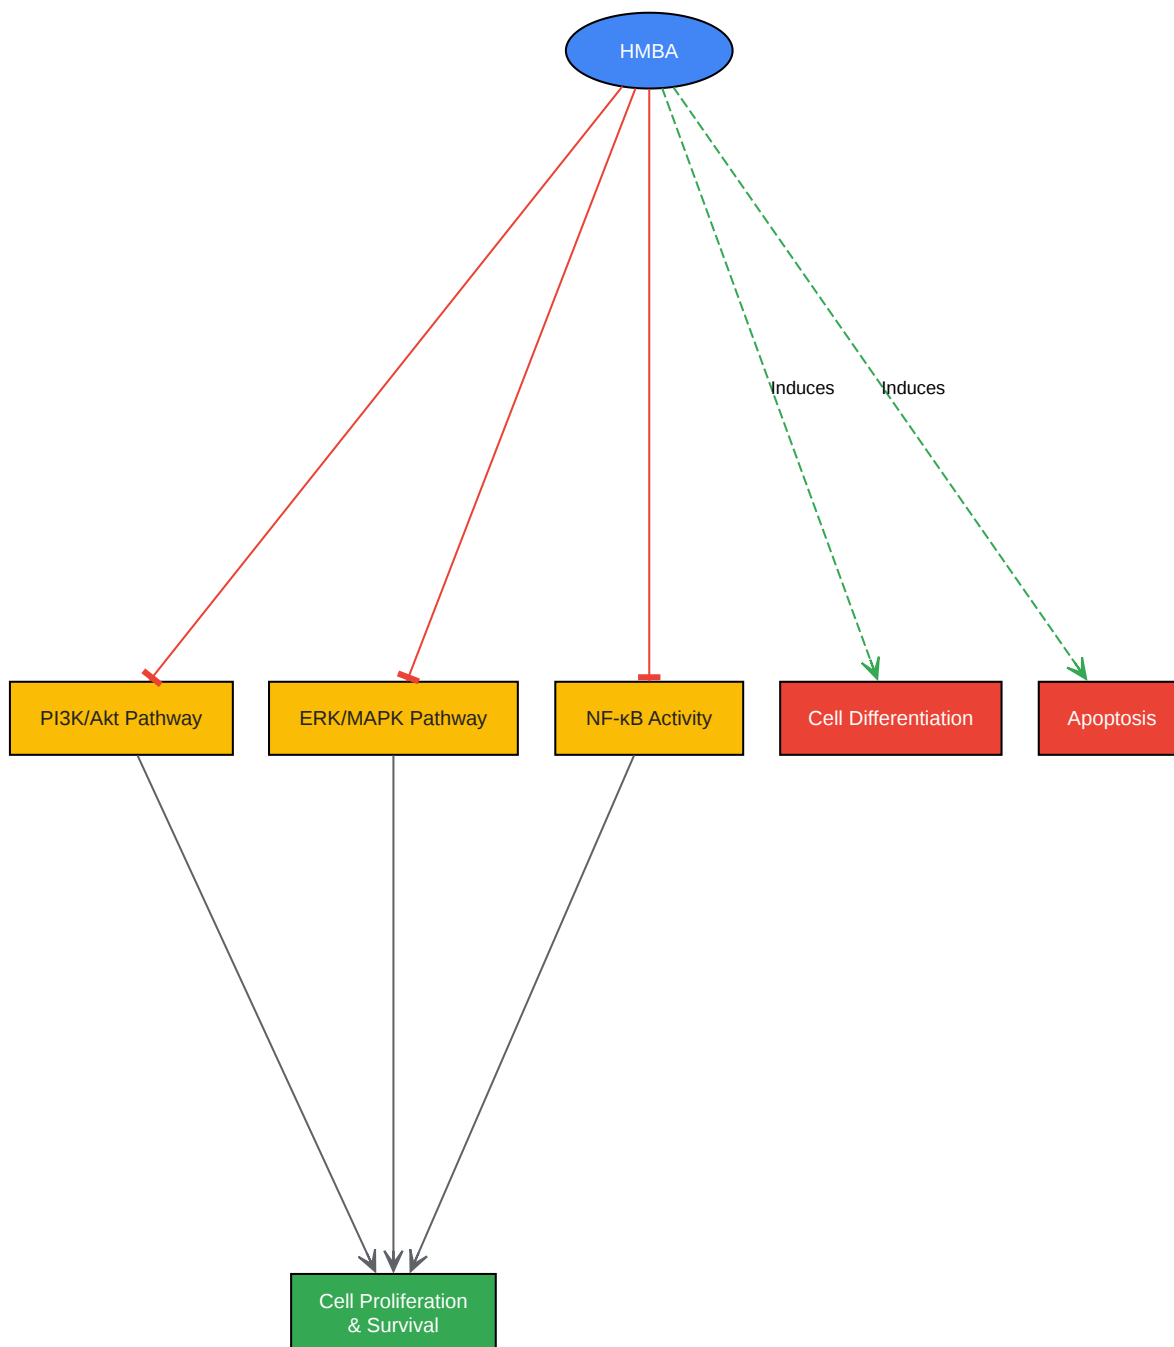 HMBA
Induces
Induces
PI3K/Akt Pathway
ERK/MAPK Pathway
NF-κB Activity
Cell Differentiation
Apoptosis
Cell Proliferation
& Survival